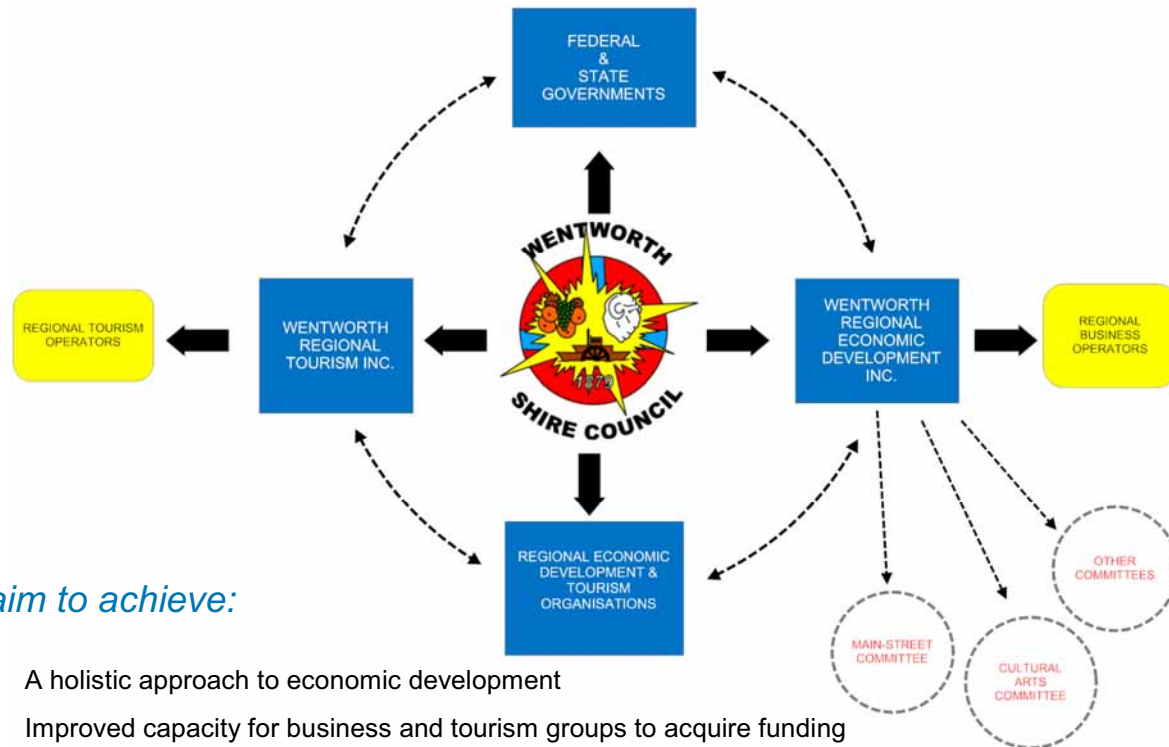 FEDERAL
&
STATE
GOVERNMENTS
WENTWORTH
1879
SHIRE COUNCIL
REGIONAL TOURISM
OPERATORS
WENTWORTH
REGIONAL
TOURISM INC.
WENTWORTH
REGIONAL
ECONOMIC
DEVELOPMENT
INC.
REGIONAL
BUSINESS
OPERATORS
REGIONAL ECONOMIC
DEVELOPMENT &
TOURISM
ORGANISATIONS
OTHER
COMMITTEES
MAIN-STREET
COMMITTEE
CULTURAL
ARTS
COMMITTEE
aim to achieve:
A holistic approach to economic development
Improved capacity for business and tourism groups to acquire funding